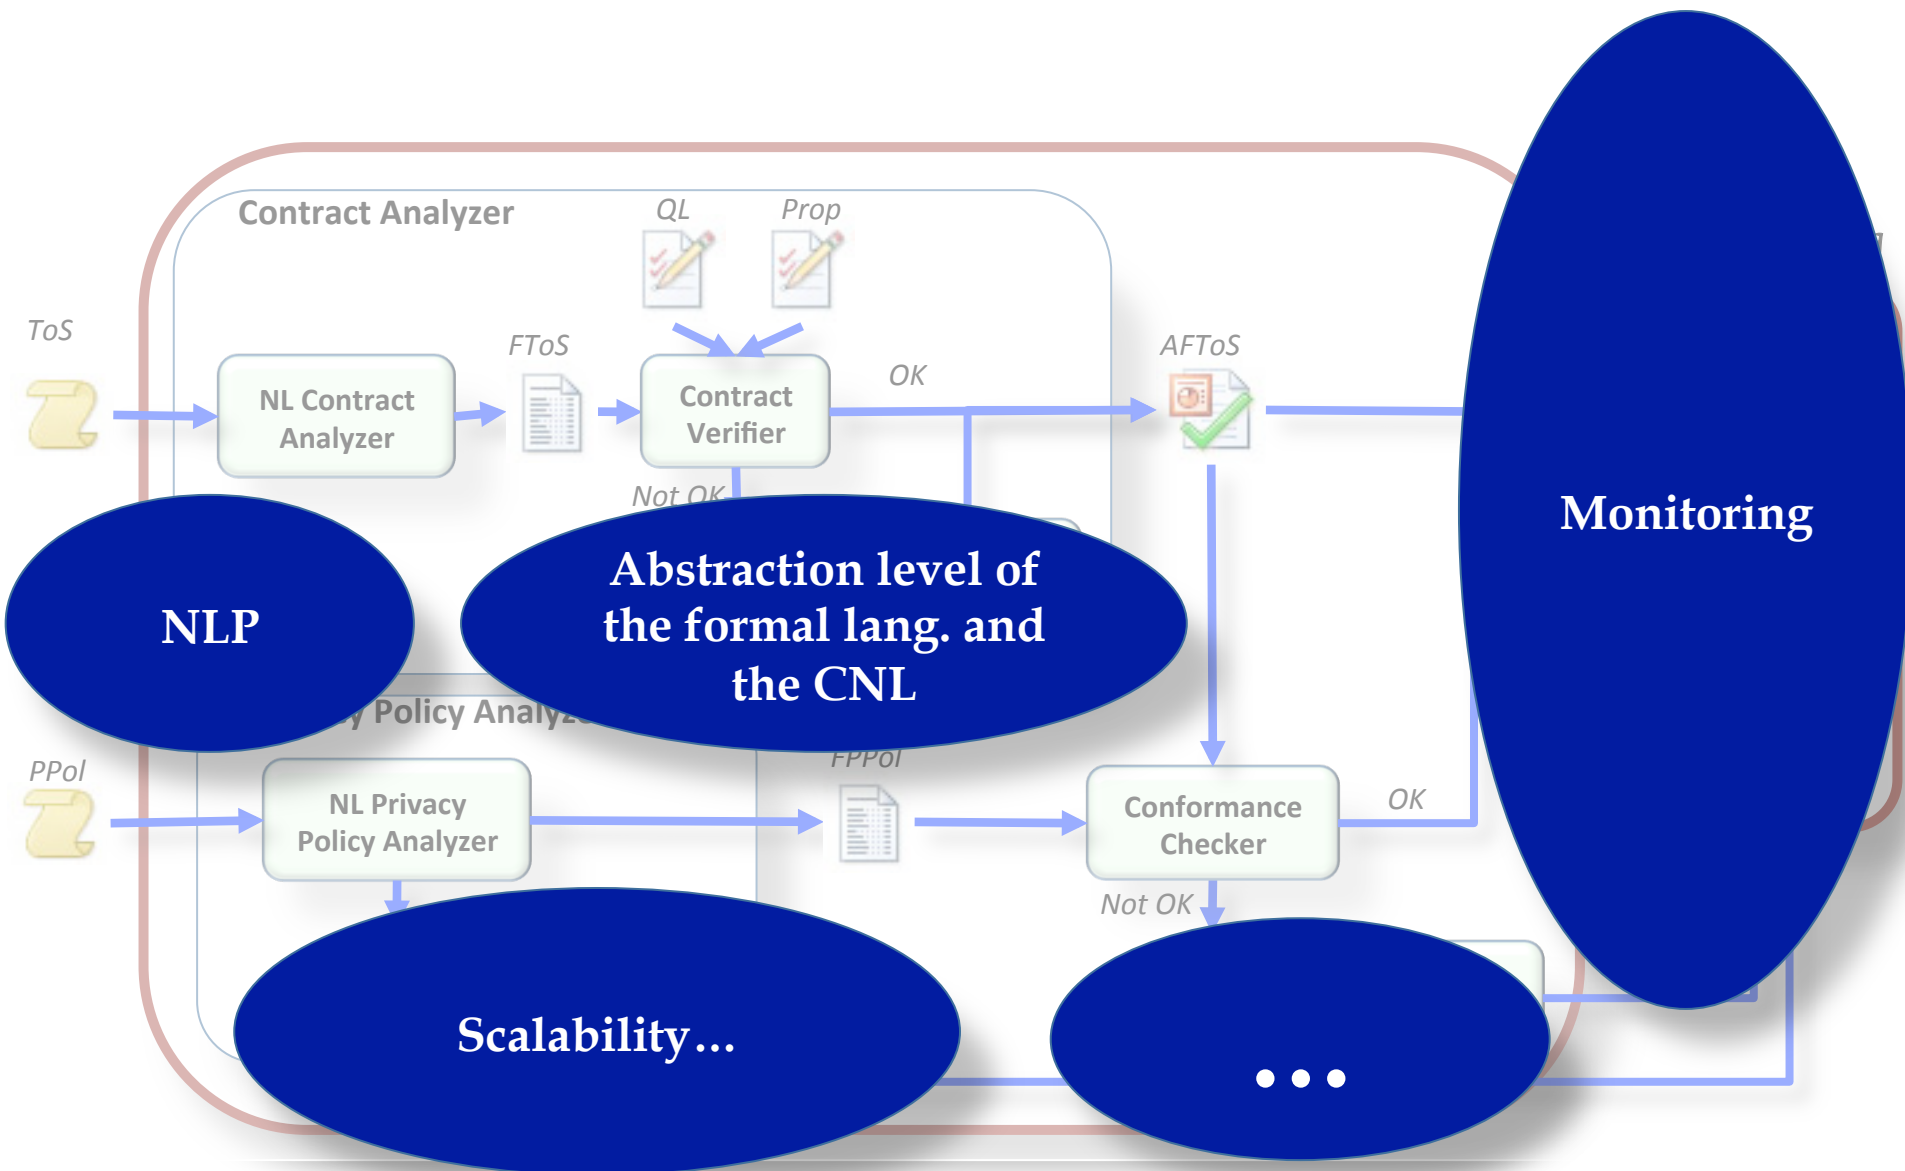 Contract Analyzer
QL
Prop
ToS
FToS
AFToS
NL Contract
Analyzer
Contract
Verifier
OK
Not OK
Monitoring
NLP
Abstraction level of
the formal lang. and
the CNL
Policy Analyze
PPol
FPPol
NL Privacy
Policy Analyzer
Conformance
Checker
OK
Not OK
Scalability...
...